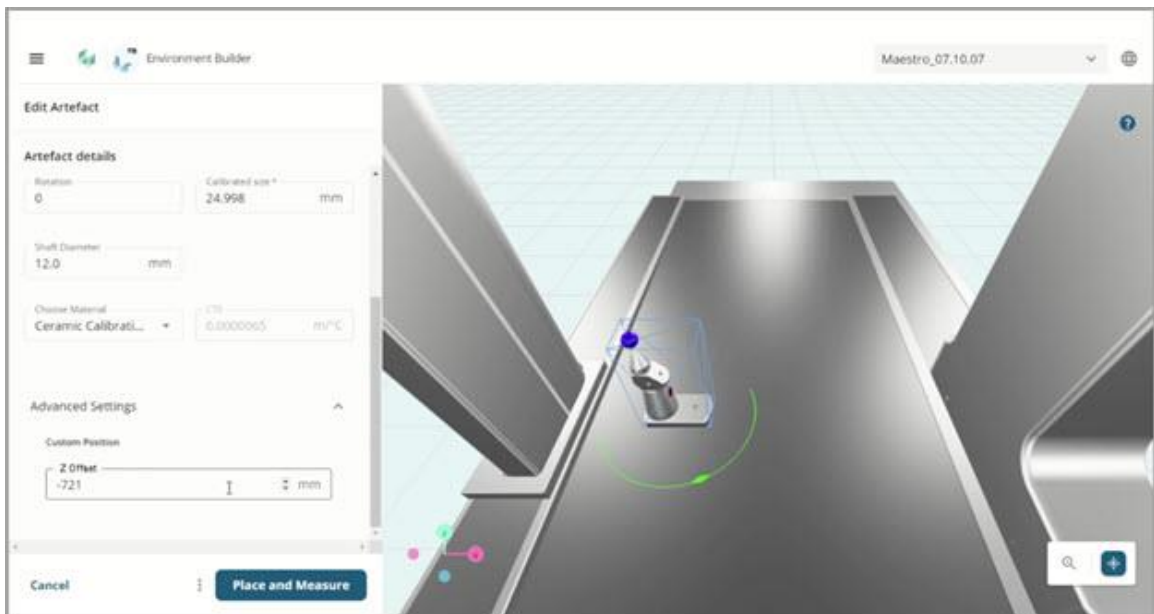 Environment Builder
Maestro_07.10.07
Edit Artefact
Artefact details
Rotation
0
Calibrated size *
24.998 mm
Shaft Diameter
12.0 mm
Choose Material
Ceramic Calibrati...
CTE
0.0000065 m/°C
Advanced Settings
Custom Position
Z Offset
-721 mm
Cancel
Place and Measure